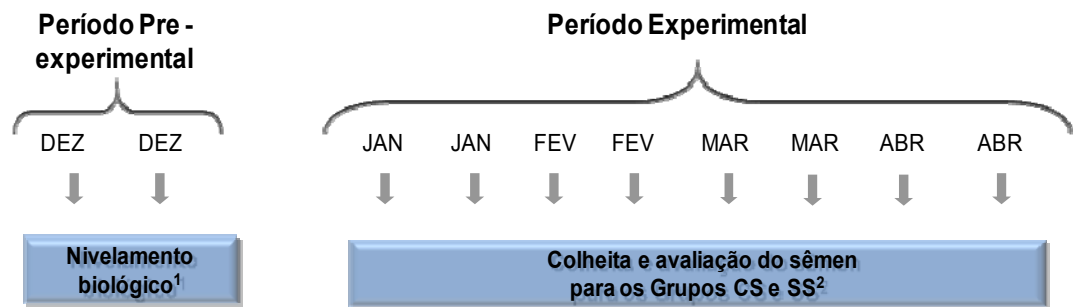 Período Pre -
experimental
Período Experimental
DEZ DEZ
JAN JAN FEV FEV MAR MAR ABR ABR
Nivelamento
biológico¹
Colheita e avaliação do sêmen
para os Grupos CS e SS²